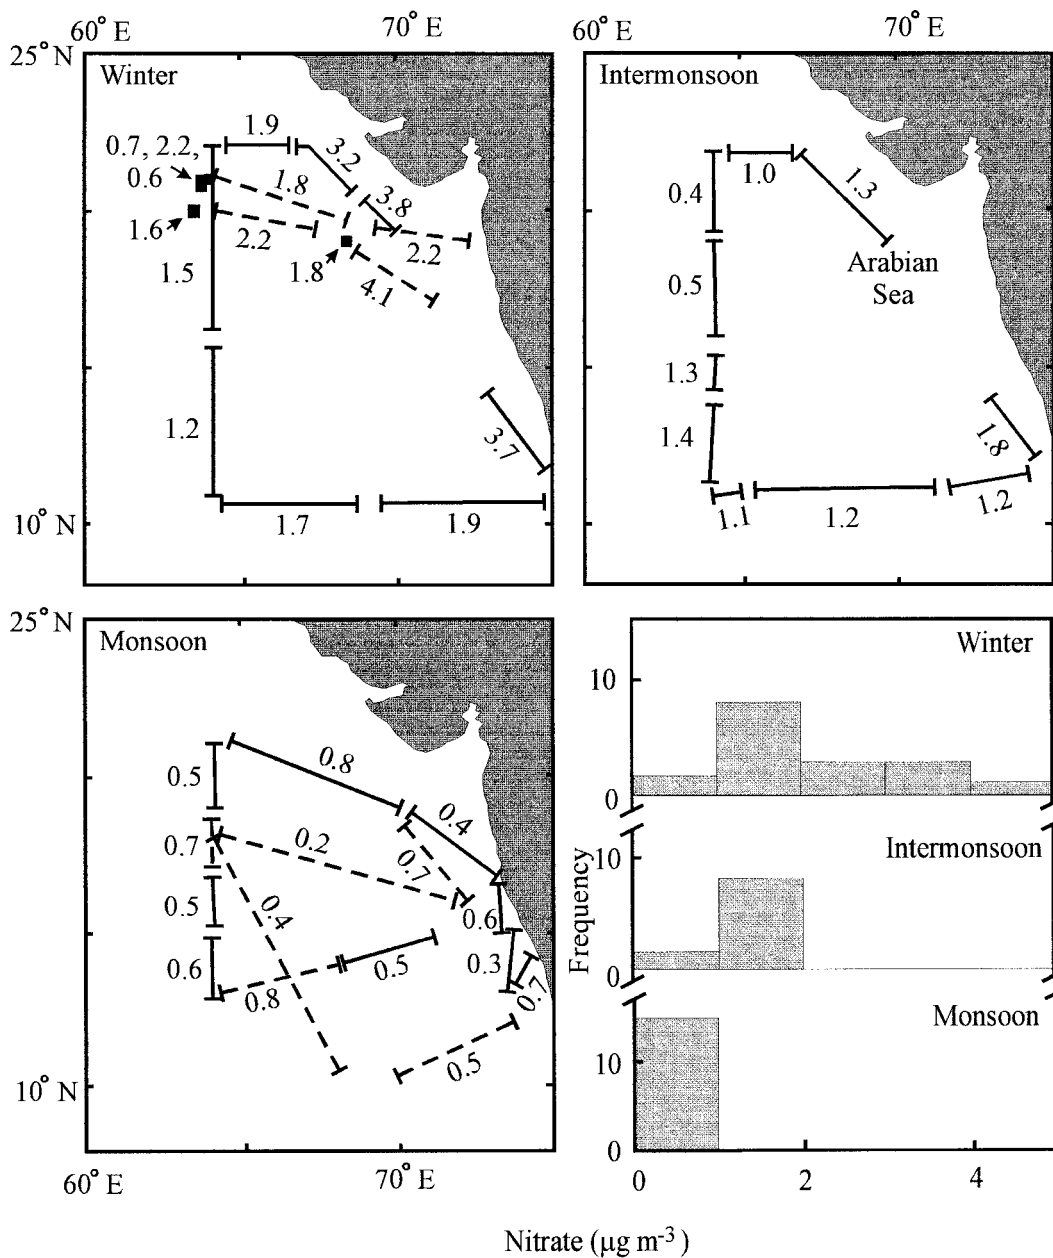 60° E 70° E 70° E
25° N
Winter
1.9
0.7, 2.2,
0.6
3.2
1.8
3.8
1.6
2.2
2.2
1.5
1.8
4.1
1.2
3.7
1.7
1.9
10° N
Intermonsoon
1.0
1.3
0.4
Arabian
Sea
0.5
1.3
1.4
1.8
1.1
1.2
1.2
25° N
Monsoon
0.8
0.5
0.4
0.7
0.2
0.7
0.4
0.5
0.6
0.6
0.5
0.3
0.8
0.7
0.5
10° N
60° E 70° E
Winter
10
0
Intermonsoon
10
0
Frequency
Monsoon
10
0
0 2 4
Nitrate (μg m-3)